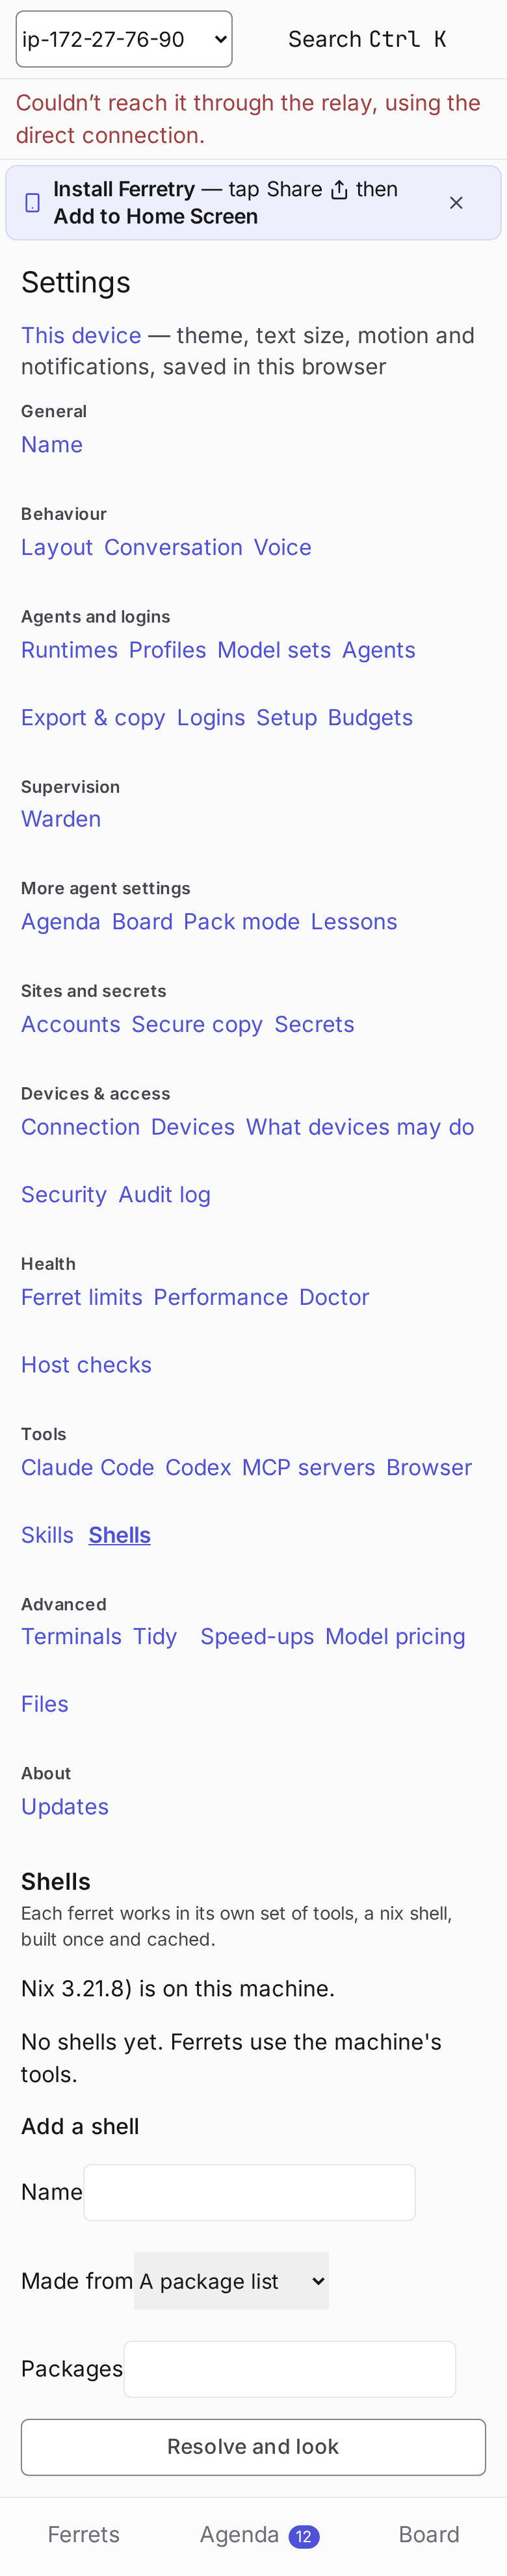 ip-172-27-76-90
Search Ctrl K
Couldn’t reach it through the relay, using the
direct connection.
Install Ferretry — tap Share then
Add to Home Screen
Settings
This device — theme, text size, motion and
notifications, saved in this browser
General
Name
Behaviour
Layout Conversation Voice
Agents and logins
Runtimes Profiles Model sets Agents
Export & copy Logins Setup Budgets
Supervision
Warden
More agent settings
Agenda Board Pack mode Lessons
Sites and secrets
Accounts Secure copy Secrets
Devices & access
Connection Devices What devices may do
Security Audit log
Health
Ferret limits Performance Doctor
Host checks
Tools
Claude Code Codex MCP servers Browser
Skills Shells
Advanced
Terminals Tidy Speed-ups Model pricing
Files
About
Updates
Shells
Each ferret works in its own set of tools, a nix shell,
built once and cached.
Nix 3.21.8) is on this machine.
No shells yet. Ferrets use the machine's
tools.
Add a shell
Name
Made from A package list
Packages
Resolve and look
Ferrets Agenda 12 Board